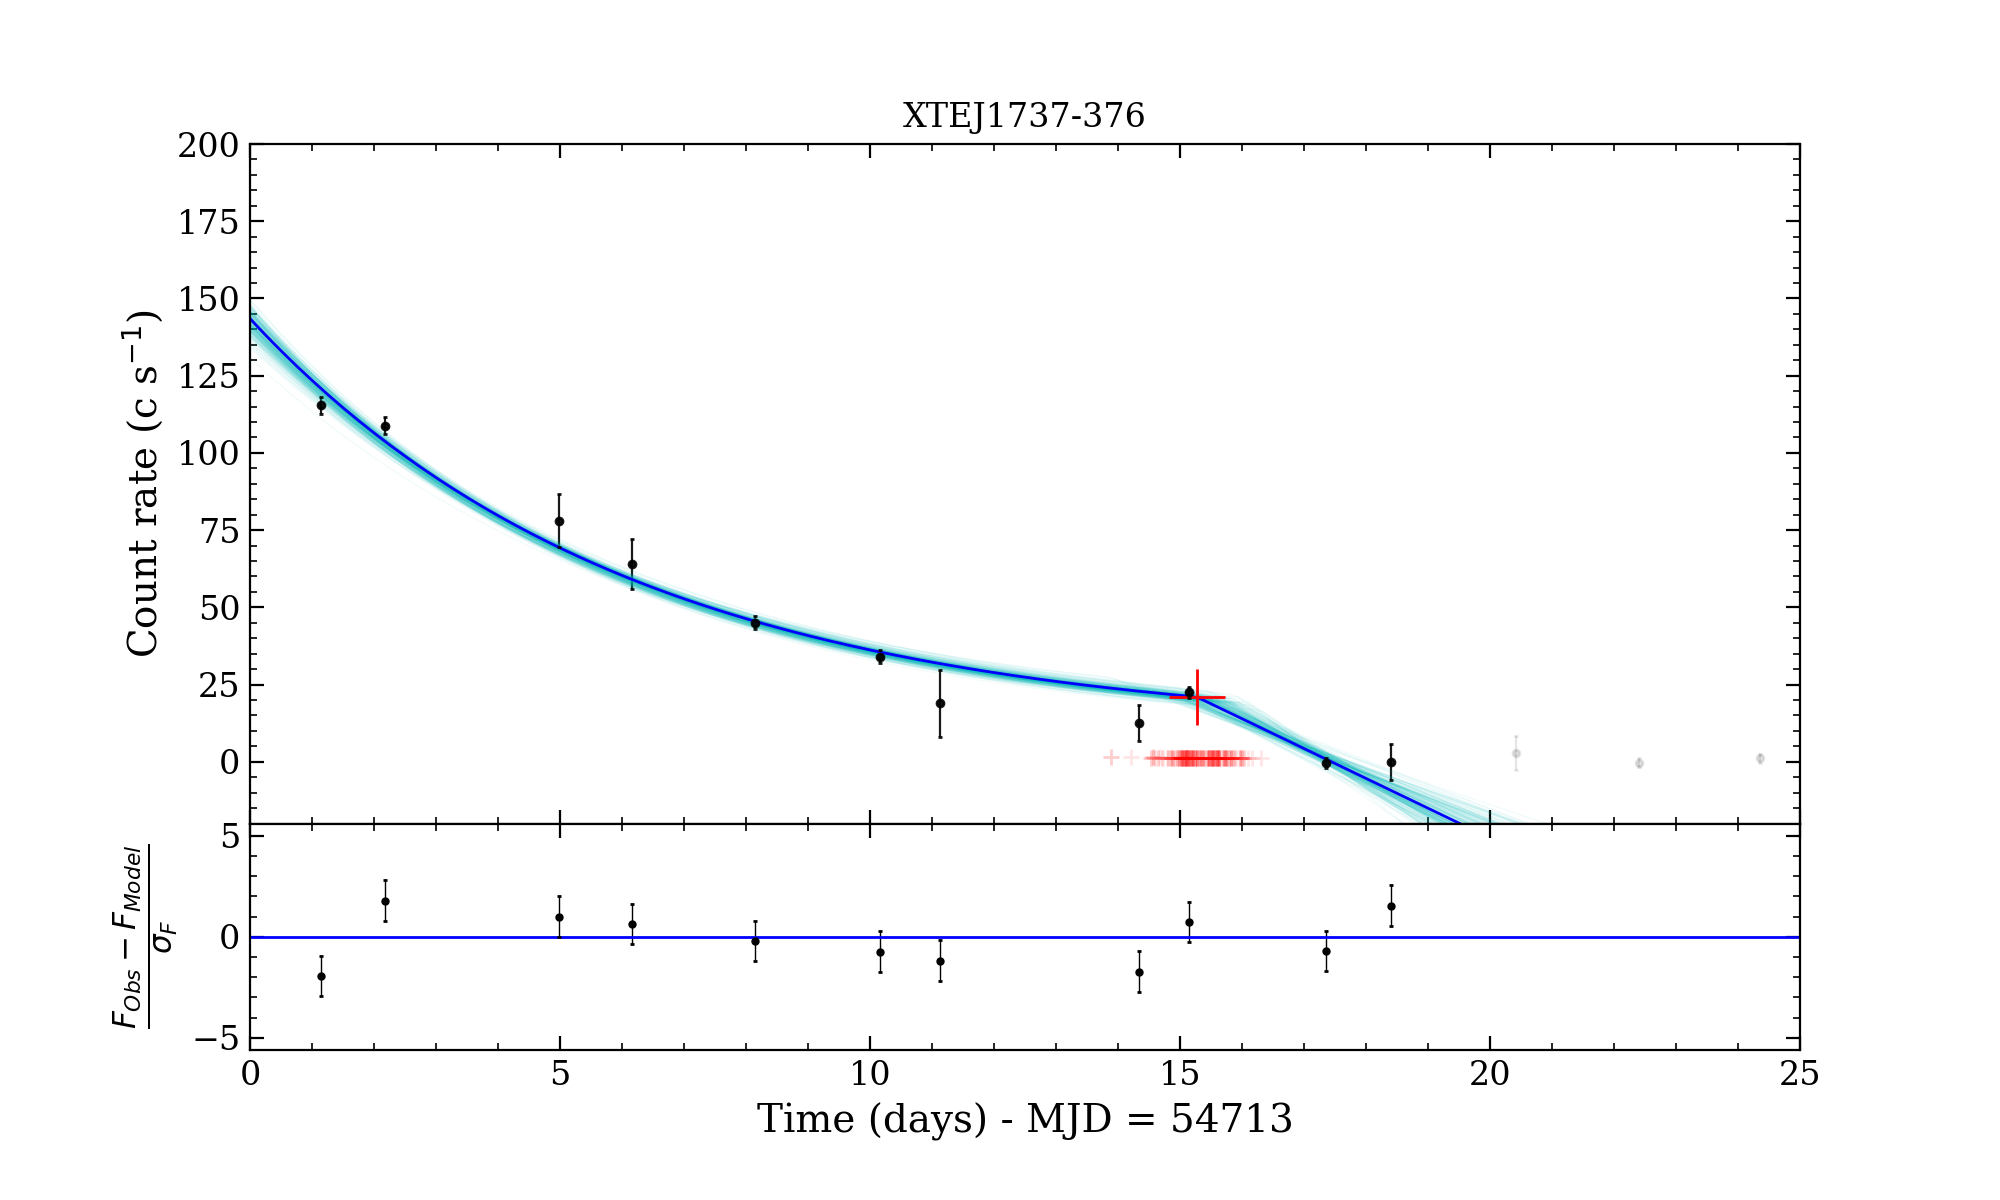 XTEJ1737-376
200
175
150
125
100
75
50
25
0
Count rate (c s⁻¹)
5
0
−5
F_Obs − F_Model
σ_F
0 5 10 15 20 25
Time (days) - MJD = 54713